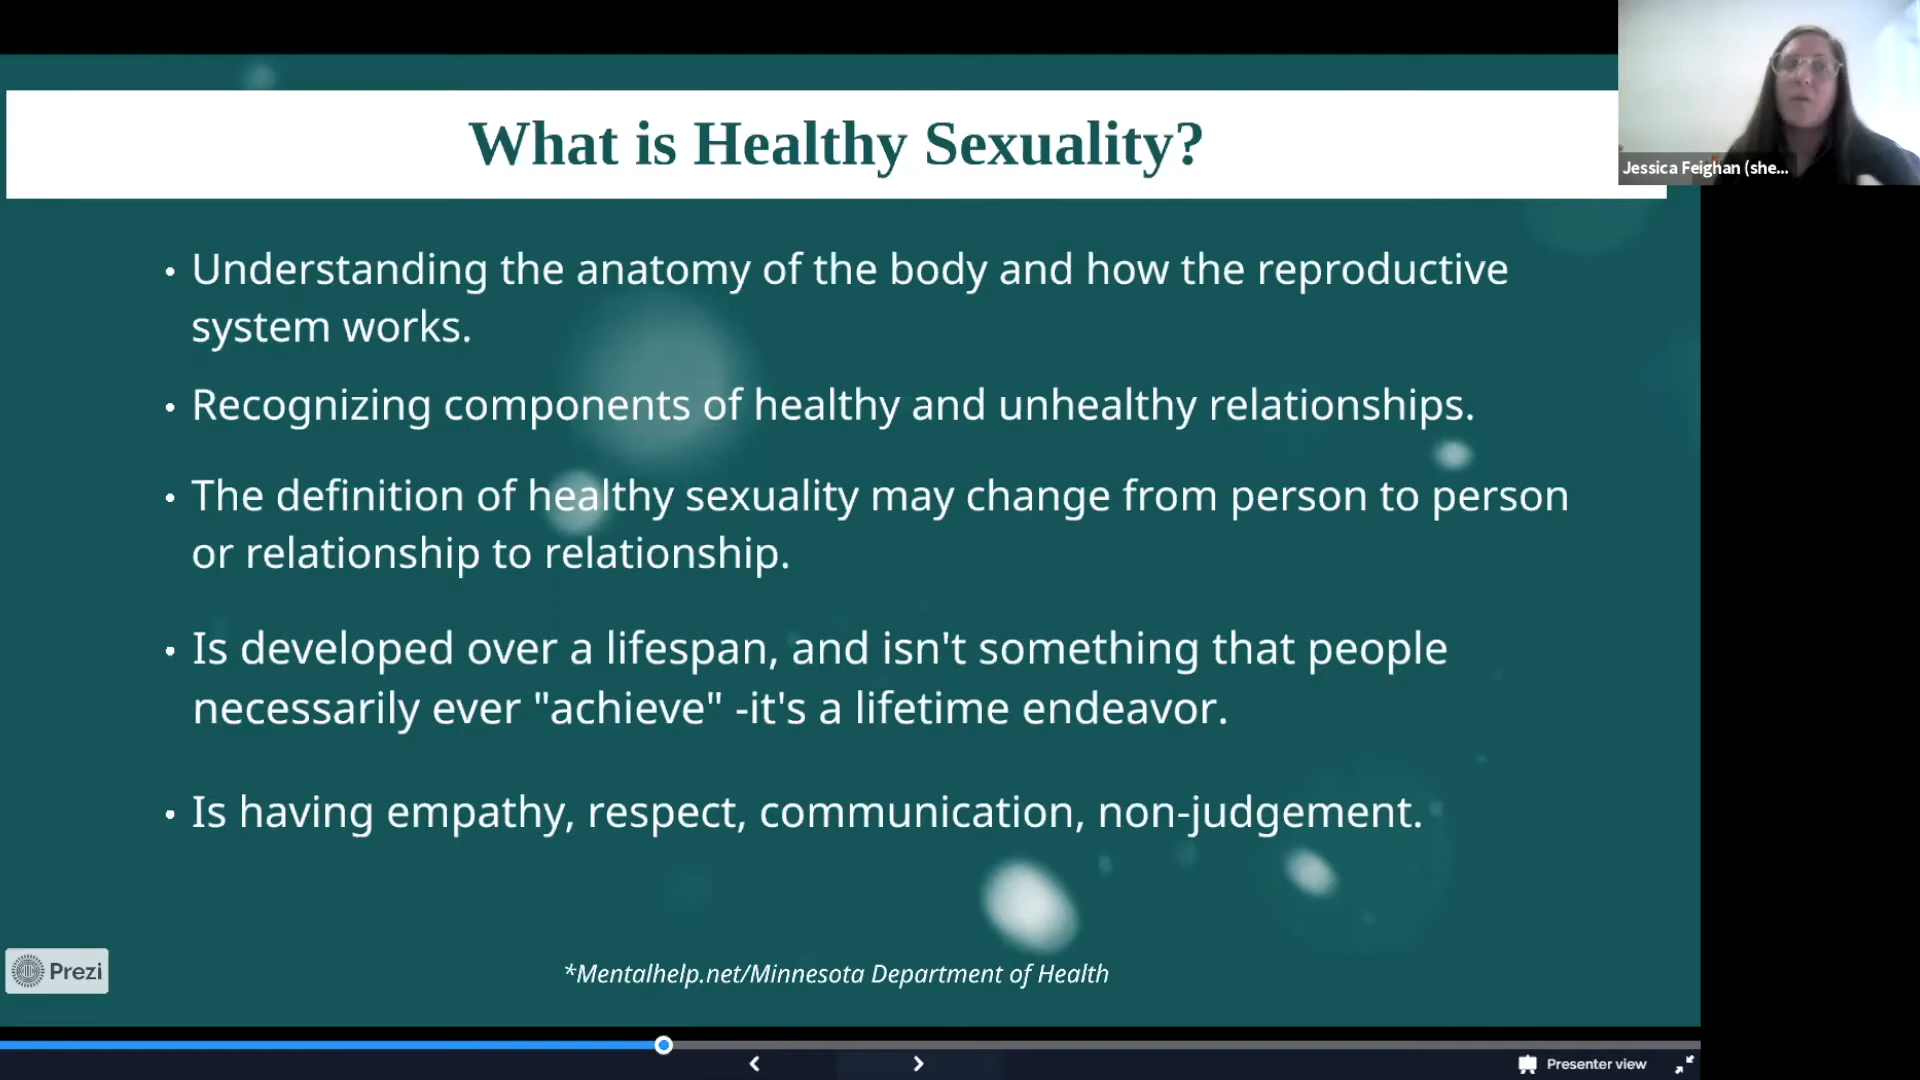 What is Healthy Sexuality?
Jessica Feighan (she...
• Understanding the anatomy of the body and how the reproductive
system works.
• Recognizing components of healthy and unhealthy relationships.
• The definition of healthy sexuality may change from person to person
or relationship to relationship.
• Is developed over a lifespan, and isn't something that people
necessarily ever "achieve" -it's a lifetime endeavor.
• Is having empathy, respect, communication, non-judgement.
Prezi
*Mentalhelp.net/Minnesota Department of Health
Presenter view